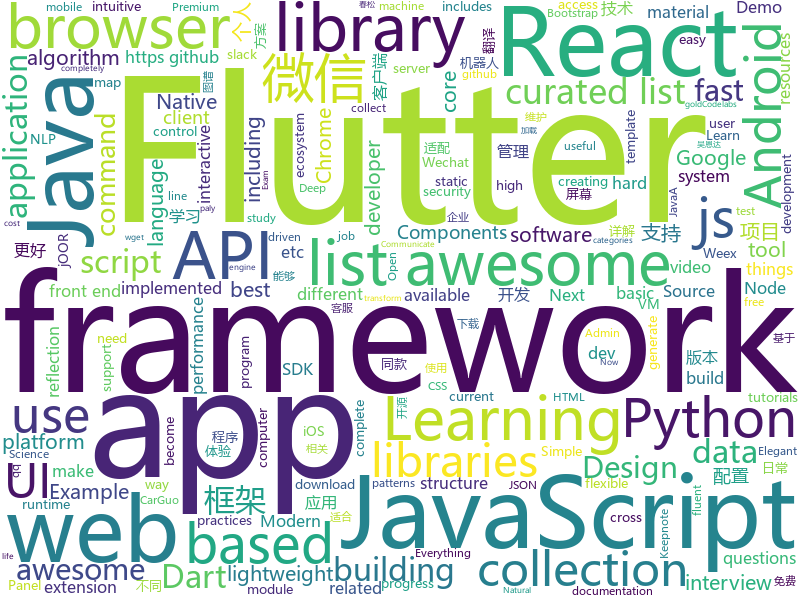 browser
library
React
Android
Demo
技术
material
Bootstrap
access
mobile
Premium
intuitive
春松
machine
includes
个人
方案
slack
https github
algorithm
微信
客户端
翻译
机器人
easy
resources
Flutter
map
server
github
completely
Native
core
curated list
fast
NLP
application
Java
command
client
control
interactive
including
Chrome
developer
ecosystem
适配
Wechat
管理
template
user
Learn
collect
useful
维护
goldCodelabs
加载
吴恩达
line
Deep
language
API
static
high
屏幕
Google
system
development
study
security
creating
hard
企业
学习
Components
JavaA
test
paly
cost
Exam
wget
driven
job
list
awesome
software
js
支持
详解
项目
更好
script
jOOR
etc
video
Weex
tool
things
能够
engine
Open
categories
Communicate
front end
implemented
best
different
available
开发
Next
basic
Source
Node
free
transform
客服
performance
framework
VM
generate
reflection
need
下载
基于
Admin
使用
Now
support
program
SDK
同款
dev
版本
use
app
Learning
Python
build
css
HTML
current
tutorials
platform
become
computer
程序
iOS
complete
开源
libraries
Simple
Elegant
Science
体验
相关
UI
make
Example
download
structure
Design
data
配置
日常
web
框架
JavaScript
runtime
bb
practices
Modern
应用
适合
patterns
JSON
flexible
cross
Keepnote
fluent
CarGuo
based
building
collection
questions
awesome
Dart
lightweight
related
interview
life
Panel
extension
不同
module
progress
Everything
Natural
documentation
way
免费